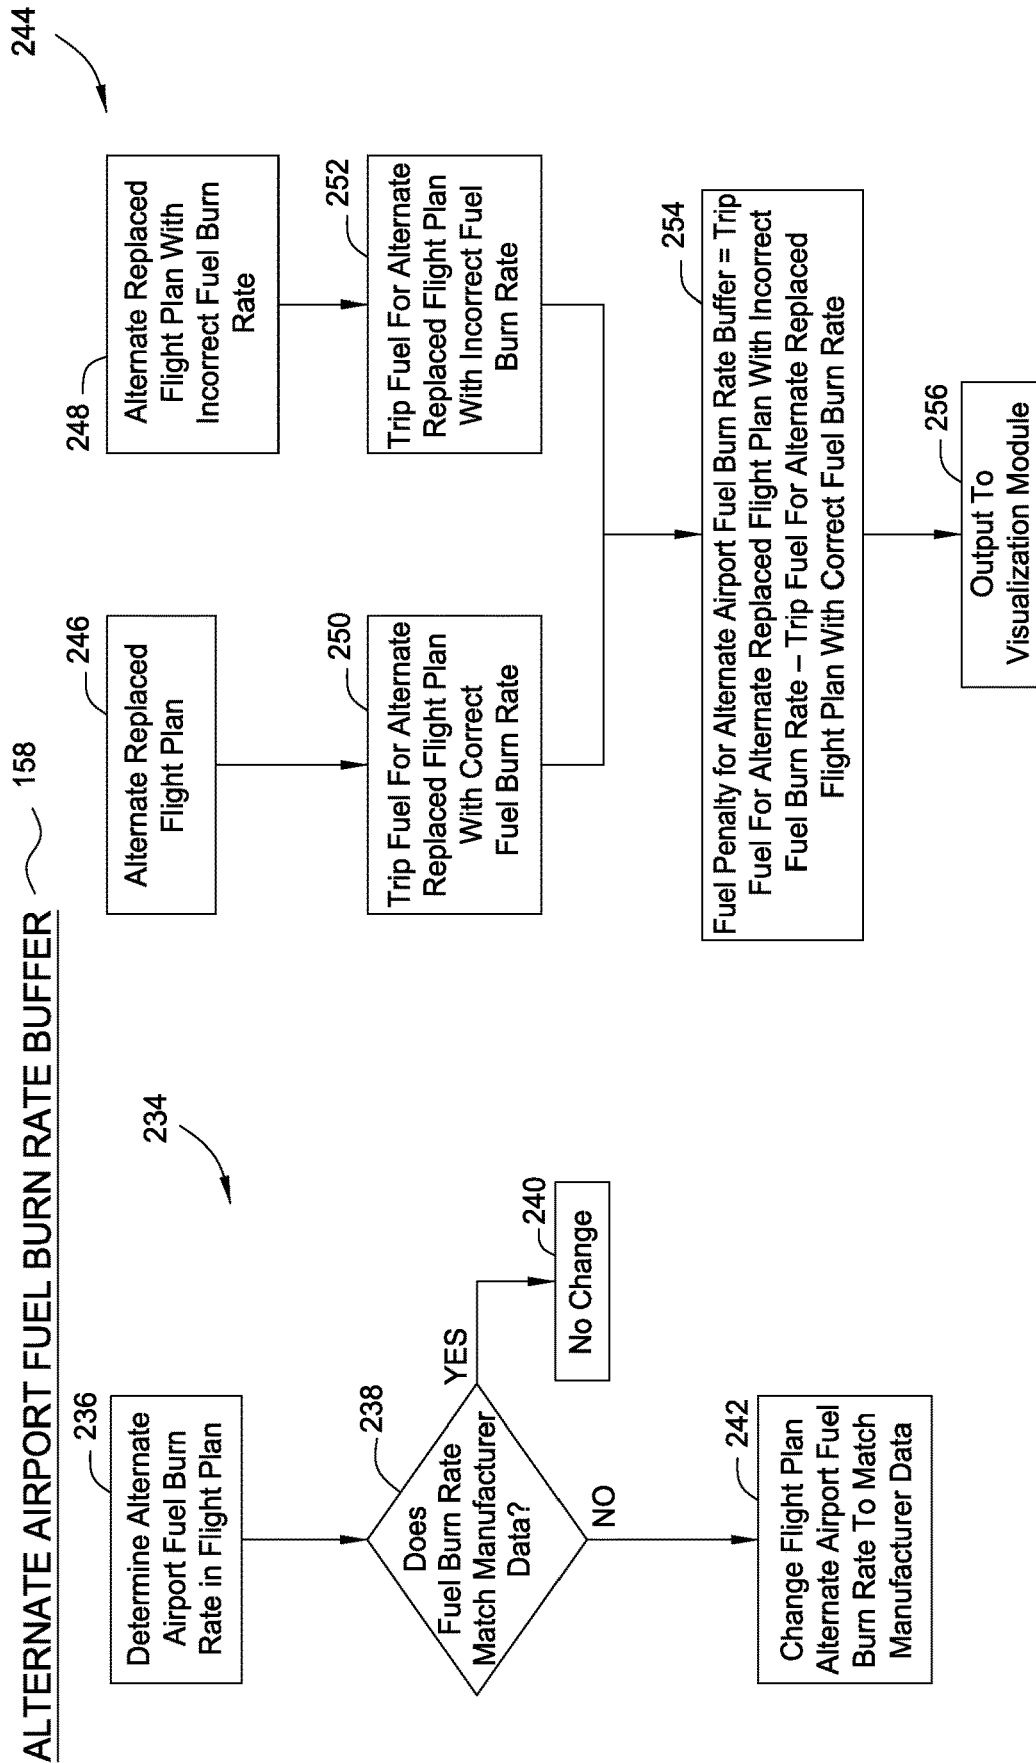 ALTERNATE AIRPORT FUEL BURN RATE BUFFER
158
234
236
Determine Alternate
Airport Fuel Burn
Rate in Flight Plan
238
Does
Fuel Burn Rate
Match Manufacturer
Data?
YES
240
No Change
NO
242
Change Flight Plan
Alternate Airport Fuel
Burn Rate To Match
Manufacturer Data
244
246
Alternate Replaced
Flight Plan
248
Alternate Replaced
Flight Plan With
Incorrect Fuel Burn
Rate
250
Trip Fuel For Alternate
Replaced Flight Plan
With Correct
Fuel Burn Rate
252
Trip Fuel For Alternate
Replaced Flight Plan
With Incorrect Fuel
Burn Rate
254
Fuel Penalty for Alternate Airport Fuel Burn Rate Buffer = Trip
Fuel For Alternate Replaced Flight Plan With Incorrect
Fuel Burn Rate – Trip Fuel For Alternate Replaced
Flight Plan With Correct Fuel Burn Rate
256
Output To
Visualization Module